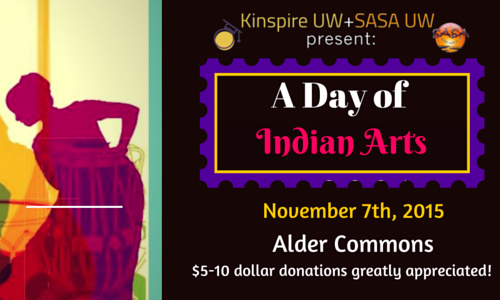 Kinspire UW+SASA UW
present:
SASA
A Day of
Indian Arts
November 7th, 2015
Alder Commons
$5-10 dollar donations greatly appreciated!